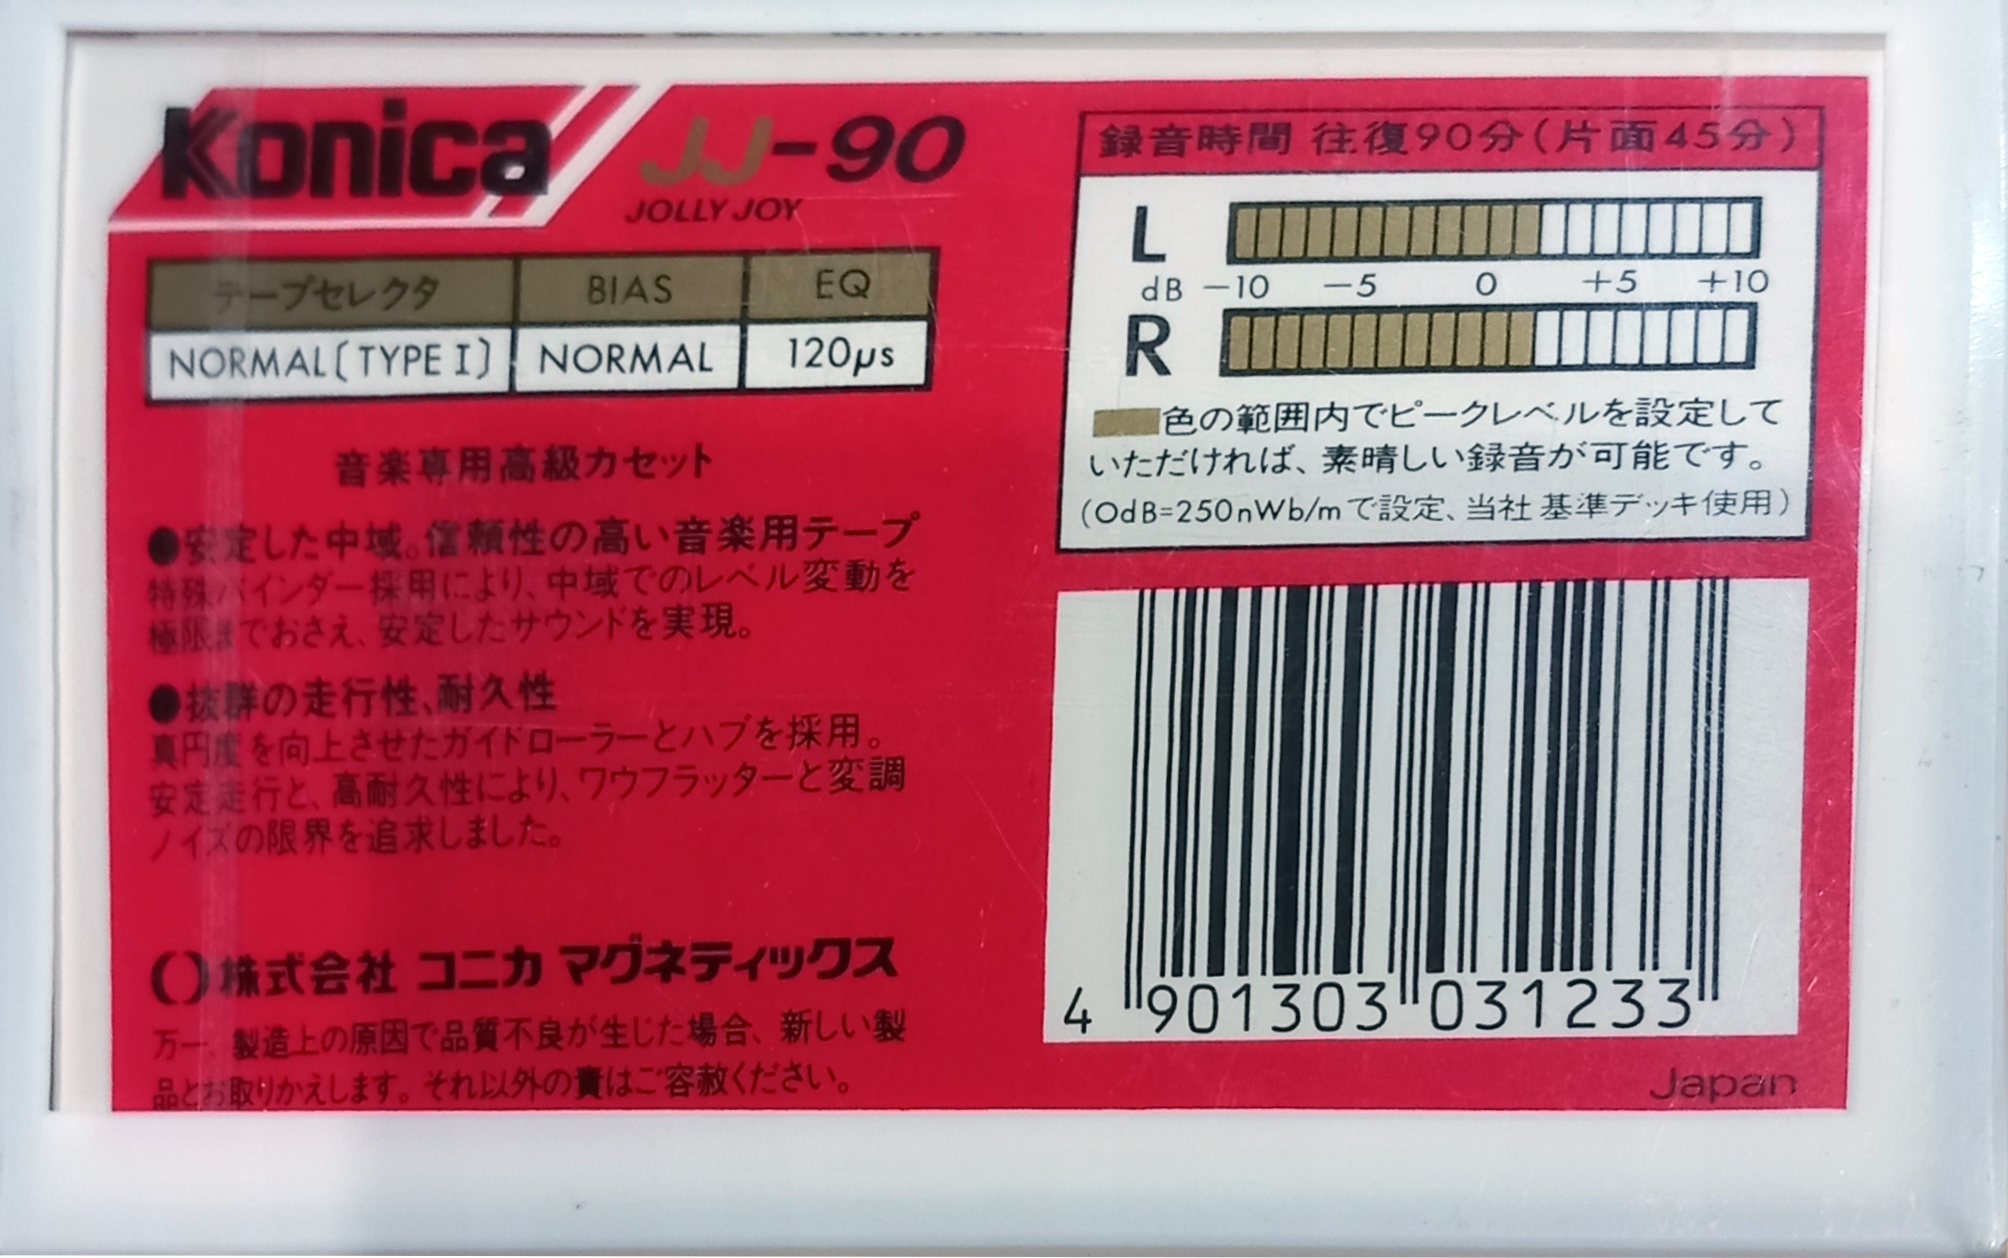 Konica JJ-90
JOLLY JOY
テープセレクタ BIAS EQ
NORMAL〔TYPE I〕 NORMAL 120μs
音楽専用高級カセット
●安定した中域。信頼性の高い音楽用テープ
特殊バインダー採用により、中域でのレベル変動を
極限までおさえ、安定したサウンドを実現。
●抜群の走行性、耐久性
真円度を向上させたガイドローラーとハブを採用。
安定走行と、高耐久性により、ワウフラッターと変調
ノイズの限界を追求しました。
株式会社 コニカ マグネティックス
万一、製造上の原因で品質不良が生じた場合、新しい製
品とお取りかえします。それ以外の責はご容赦ください。
録音時間 往復90分(片面45分)
L
dB -10 -5 0 +5 +10
R
色の範囲内でピークレベルを設定して
いただければ、素晴しい録音が可能です。
(0dB=250nWb/mで設定、当社基準デッキ使用)
4 901303 031233
Japan